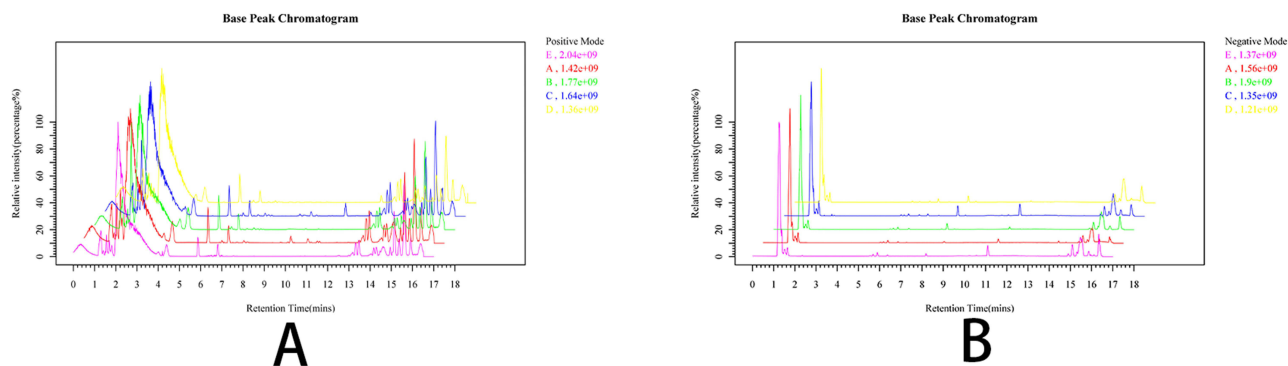 Base Peak Chromatogram
Relative intensity(percentage%)
100
80
60
40
20
0
0 1 2 3 4 5 6 7 8 9 10 11 12 13 14 15 16 17 18
Retention Time(mins)
Positive Mode
E , 2.04e+09
A , 1.42e+09
B , 1.77e+09
C , 1.64e+09
D , 1.36e+09
A
Base Peak Chromatogram
Relative intensity(percentage%)
100
80
60
40
20
0
0 1 2 3 4 5 6 7 8 9 10 11 12 13 14 15 16 17 18
Retention Time(mins)
Negative Mode
E , 1.37e+09
A , 1.56e+09
B , 1.9e+09
C , 1.35e+09
D , 1.21e+09
B